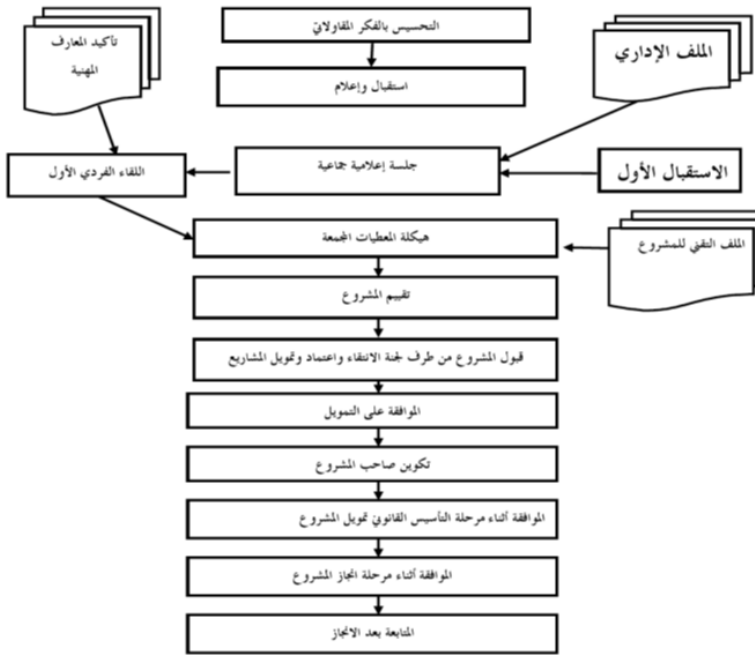 التحسيس بالفكر المقاولاتي
تأكيد المعارف
المهنية
الملف الإداري
استقبال وإعلام
جلسة إعلامية جماعية
الاستقبال الأول
اللقاء الفردي الأول
هيكلة المعطيات المجمعة
الملف التقني للمشروع
تقييم المشروع
قبول المشروع من طرف لجنة الانتقاء واعتماد وتمويل المشاريع
الموافقة على التمويل
تكوين صاحب المشروع
الموافقة أثناء مرحلة التأسيس القانوني تمويل المشروع
الموافقة أثناء مرحلة انجاز المشروع
المتابعة بعد الانجاز